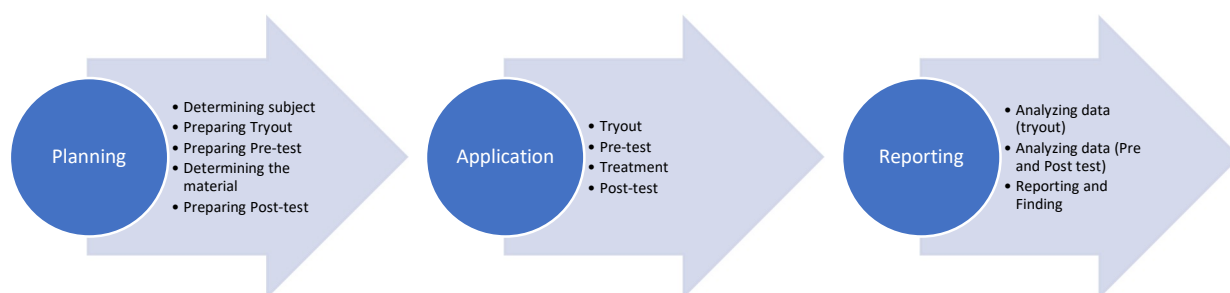 Planning
• Determining subject
• Preparing Tryout
• Preparing Pre-test
• Determining the
material
• Preparing Post-test
Application
• Tryout
• Pre-test
• Treatment
• Post-test
Reporting
• Analyzing data
(tryout)
• Analyzing data (Pre
and Post test)
• Reporting and
Finding